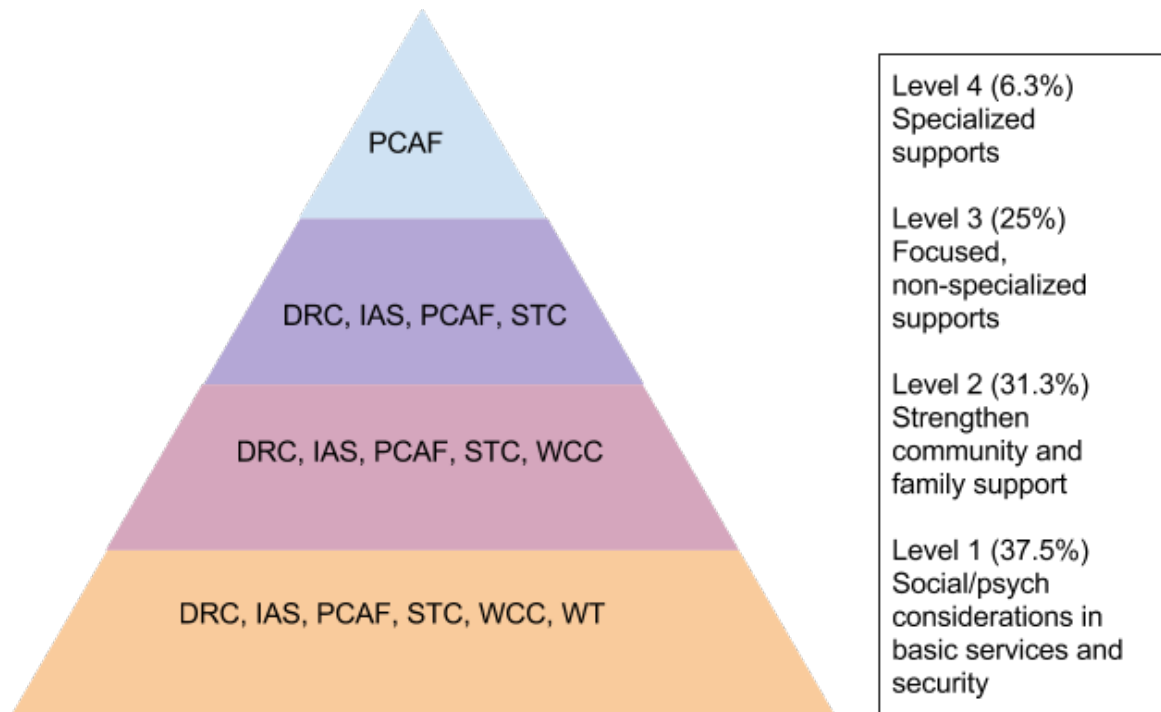 PCAF
DRC, IAS, PCAF, STC
DRC, IAS, PCAF, STC, WCC
DRC, IAS, PCAF, STC, WCC, WT
Level 4 (6.3%)
Specialized
supports
Level 3 (25%)
Focused,
non-specialized
supports
Level 2 (31.3%)
Strengthen
community and
family support
Level 1 (37.5%)
Social/psych
considerations in
basic services and
security